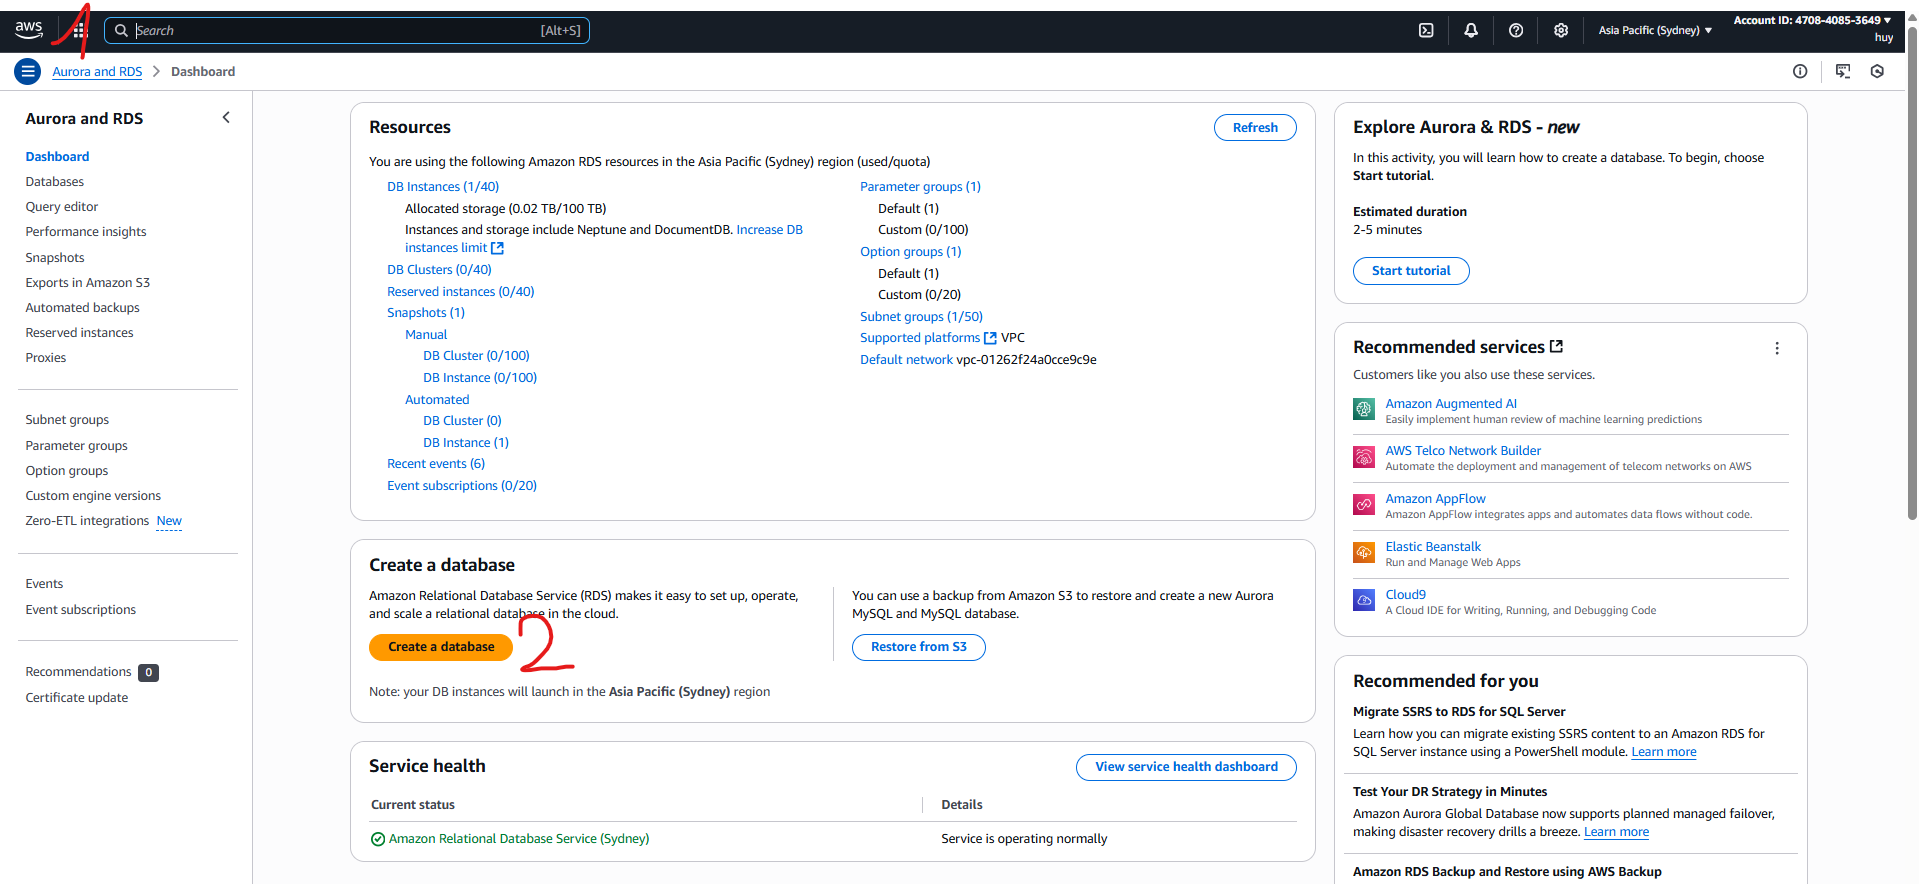 aws
1
Search
[Alt+S]
Asia Pacific (Sydney)
Account ID: 4708-4085-3649
huy
Aurora and RDS
Dashboard
Aurora and RDS
Dashboard
Databases
Query editor
Performance insights
Snapshots
Exports in Amazon S3
Automated backups
Reserved instances
Proxies
Subnet groups
Parameter groups
Option groups
Custom engine versions
Zero-ETL integrations New
Events
Event subscriptions
Recommendations 0
Certificate update
Resources
Refresh
You are using the following Amazon RDS resources in the Asia Pacific (Sydney) region (used/quota)
DB Instances (1/40)
Allocated storage (0.02 TB/100 TB)
Instances and storage include Neptune and DocumentDB. Increase DB
instances limit
DB Clusters (0/40)
Reserved instances (0/40)
Snapshots (1)
Manual
DB Cluster (0/100)
DB Instance (0/100)
Automated
DB Cluster (0)
DB Instance (1)
Recent events (6)
Event subscriptions (0/20)
Parameter groups (1)
Default (1)
Custom (0/100)
Option groups (1)
Default (1)
Custom (0/20)
Subnet groups (1/50)
Supported platforms VPC
Default network vpc-01262f24a0cce9c9e
Create a database
Amazon Relational Database Service (RDS) makes it easy to set up, operate,
and scale a relational database in the cloud.
Create a database
2
You can use a backup from Amazon S3 to restore and create a new Aurora
MySQL and MySQL database.
Restore from S3
Note: your DB instances will launch in the Asia Pacific (Sydney) region
Service health
View service health dashboard
Current status
Details
Amazon Relational Database Service (Sydney)
Service is operating normally
Explore Aurora & RDS - new
In this activity, you will learn how to create a database. To begin, choose
Start tutorial.
Estimated duration
2-5 minutes
Start tutorial
Recommended services
Customers like you also use these services.
Amazon Augmented AI
Easily implement human review of machine learning predictions
AWS Telco Network Builder
Automate the deployment and management of telecom networks on AWS
Amazon AppFlow
Amazon AppFlow integrates apps and automates data flows without code.
Elastic Beanstalk
Run and Manage Web Apps
Cloud9
A Cloud IDE for Writing, Running, and Debugging Code
Recommended for you
Migrate SSRS to RDS for SQL Server
Learn how you can migrate existing SSRS content to an Amazon RDS for
SQL Server instance using a PowerShell module. Learn more
Test Your DR Strategy in Minutes
Amazon Aurora Global Database now supports planned managed failover,
making disaster recovery drills a breeze. Learn more
Amazon RDS Backup and Restore using AWS Backup